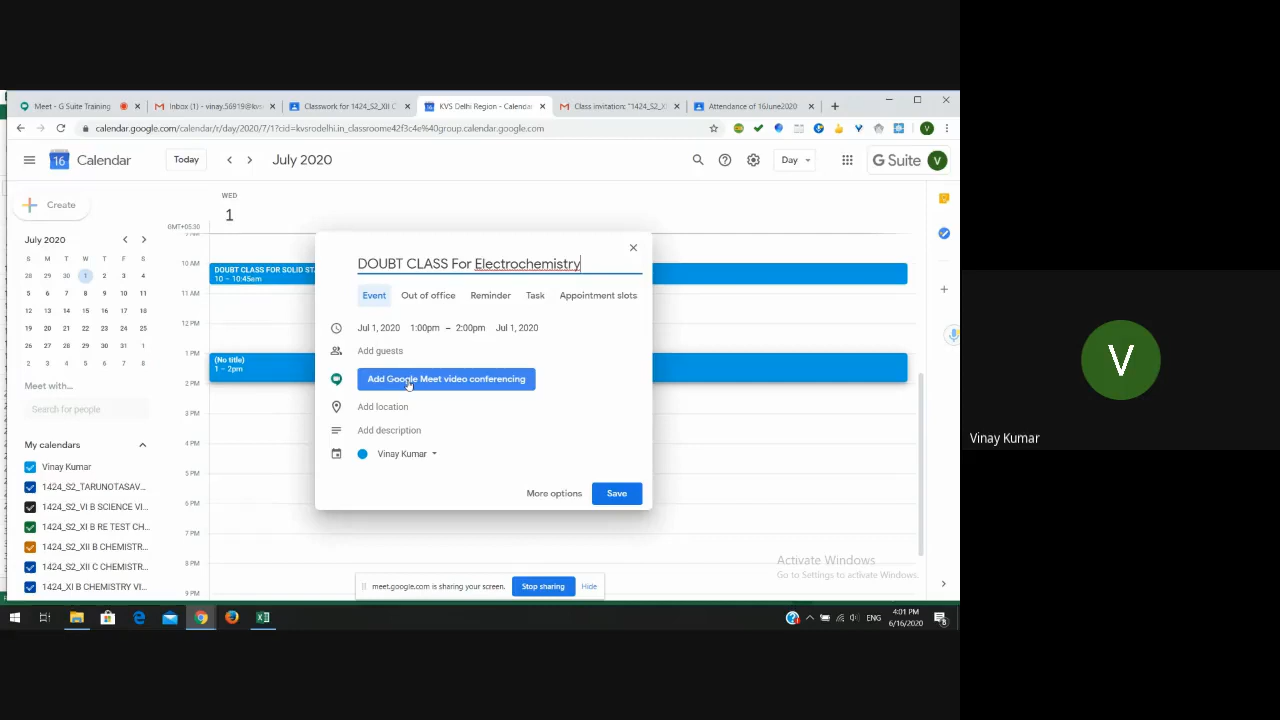 Meet - G Suite Training
Inbox (1) - vinay.56919@kvs
Classwork for 1424_S2_XII C
KVS Delhi Region - Calenda
Class invitation: "1424_S2_XI
Attendance of 16June2020
calendar.google.com/calendar/r/day/2020/7/1?cid=kvsrodelhi.in_classroome42f3c4e%40group.calendar.google.com
16
Calendar
Today
July 2020
Day
G Suite
V
Create
WED
1
GMT+05:30
July 2020
S M T W T F S
28 29 30 1 2 3 4
5 6 7 8 9 10 11
12 13 14 15 16 17 18
19 20 21 22 23 24 25
26 27 28 29 30 31 1
2 3 4 5 6 7 8
Meet with...
Search for people
My calendars
Vinay Kumar
1424_S2_TARUNOTASAV...
1424_S2_VI B SCIENCE VI...
1424_S2_XI B RE TEST CH...
1424_S2_XII B CHEMISTR...
1424_S2_XII C CHEMISTR...
1424_XI B CHEMISTRY VI...
10 AM
11 AM
12 PM
1 PM
2 PM
3 PM
4 PM
5 PM
6 PM
7 PM
8 PM
9 PM
DOUBT CLASS FOR SOLID STA
10 – 10:45am
(No title)
1 – 2pm
DOUBT CLASS For Electrochemistry
Event
Out of office
Reminder
Task
Appointment slots
Jul 1, 2020 1:00pm – 2:00pm Jul 1, 2020
Add guests
Add Google Meet video conferencing
Add location
Add description
Vinay Kumar
More options
Save
Activate Windows
Go to Settings to activate Windows.
meet.google.com is sharing your screen.
Stop sharing
Hide
ENG
4:01 PM
6/16/2020
V
Vinay Kumar